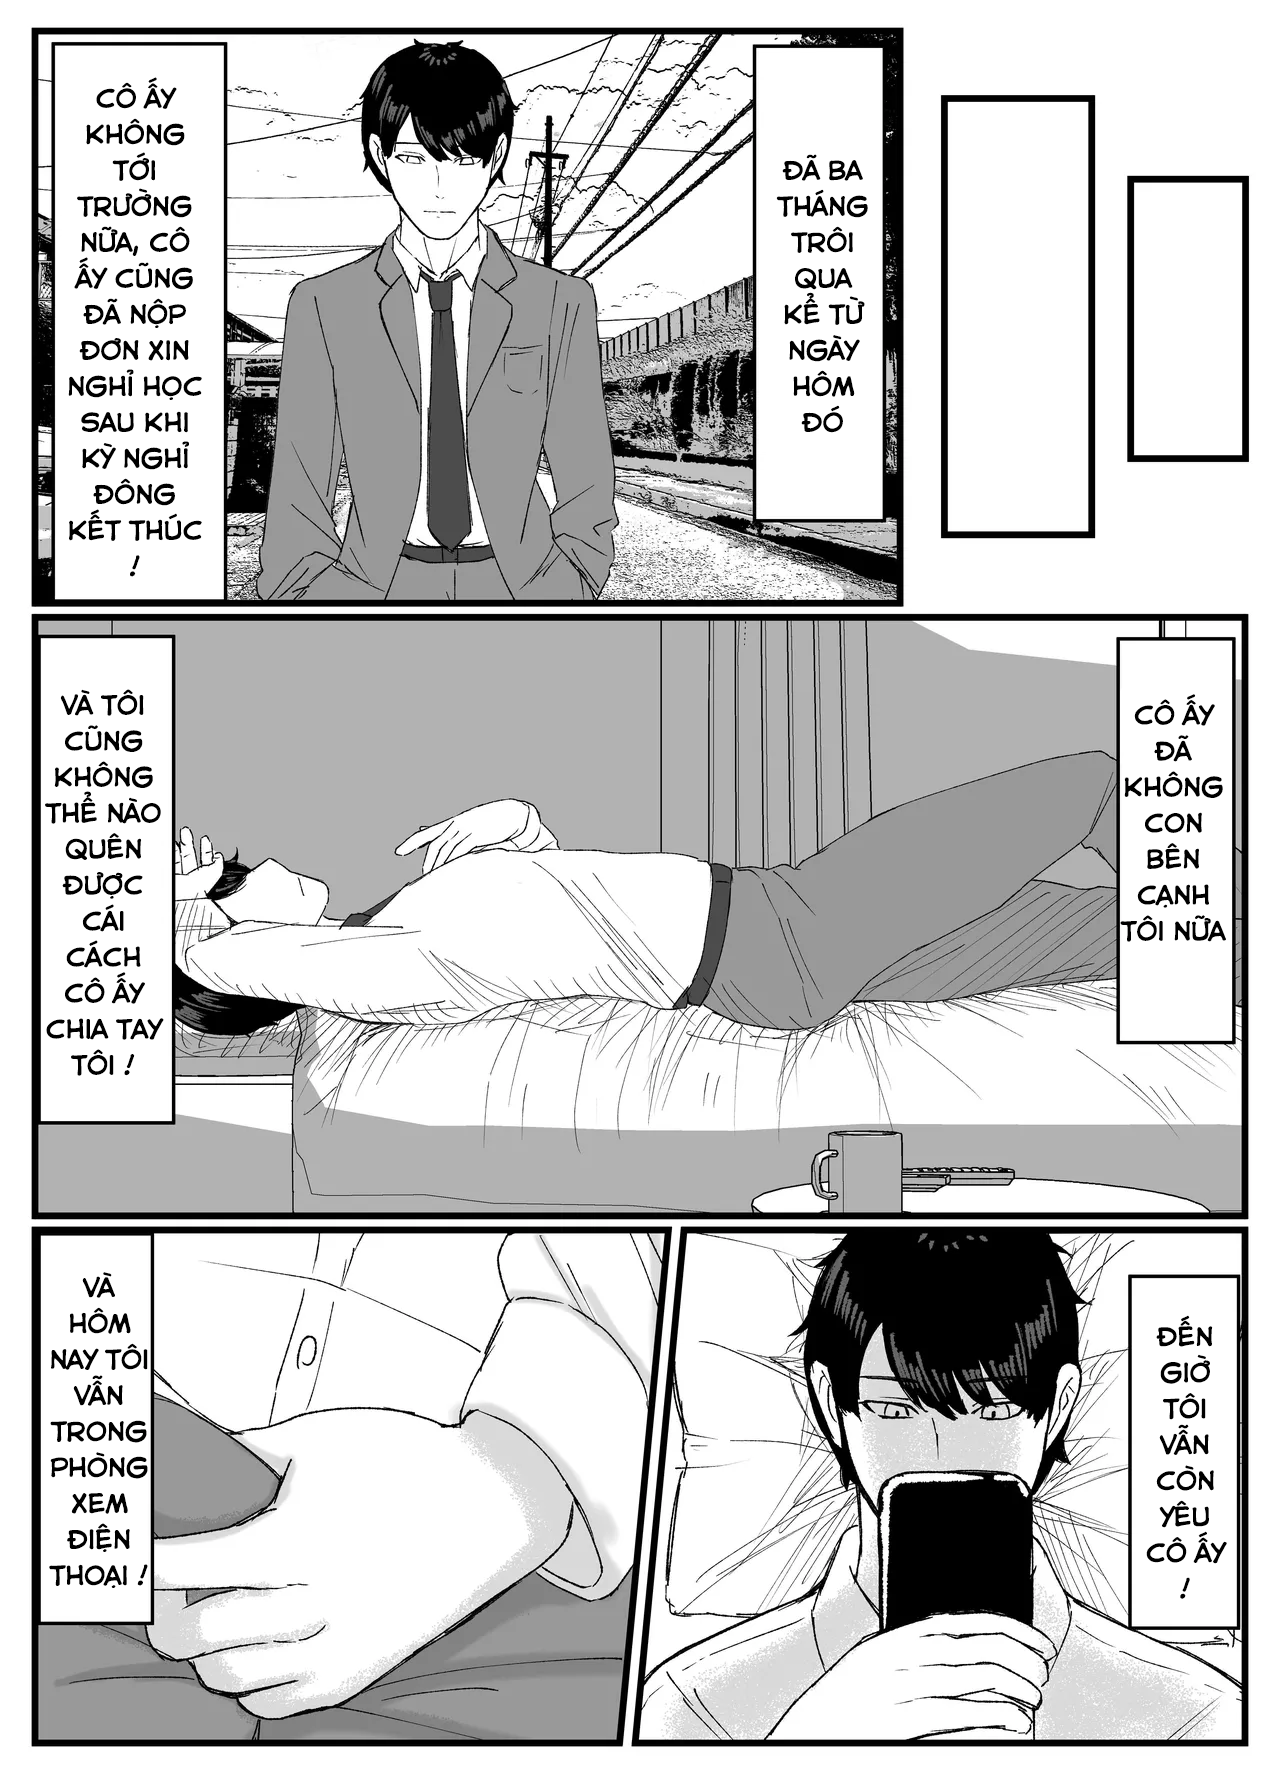 ĐÃ BA
THÁNG
TRÔI
QUA
KỂ TỪ
NGÀY
HÔM
ĐÓ
CÔ ẤY
KHÔNG
TỚI
TRƯỜNG
NỮA, CÔ
ẤY CŨNG
ĐÃ NỘP
ĐƠN XIN
NGHỈ HỌC
SAU KHI
KỲ NGHỈ
ĐÔNG
KẾT THÚC
!
CÔ ẤY
ĐÃ
KHÔNG
CON
BÊN
CẠNH
TÔI NỮA
VÀ TÔI
CŨNG
KHÔNG
THỂ NÀO
QUÊN
ĐƯỢC
CÁI
CÁCH
CÔ ẤY
CHIA TAY
TÔI !
ĐẾN
GIỜ
TÔI
VẪN
CÒN
YÊU
CÔ ẤY
!
VÀ
HÔM
NAY TÔI
VẪN
TRONG
PHÒNG
XEM
ĐIỆN
THOẠI !